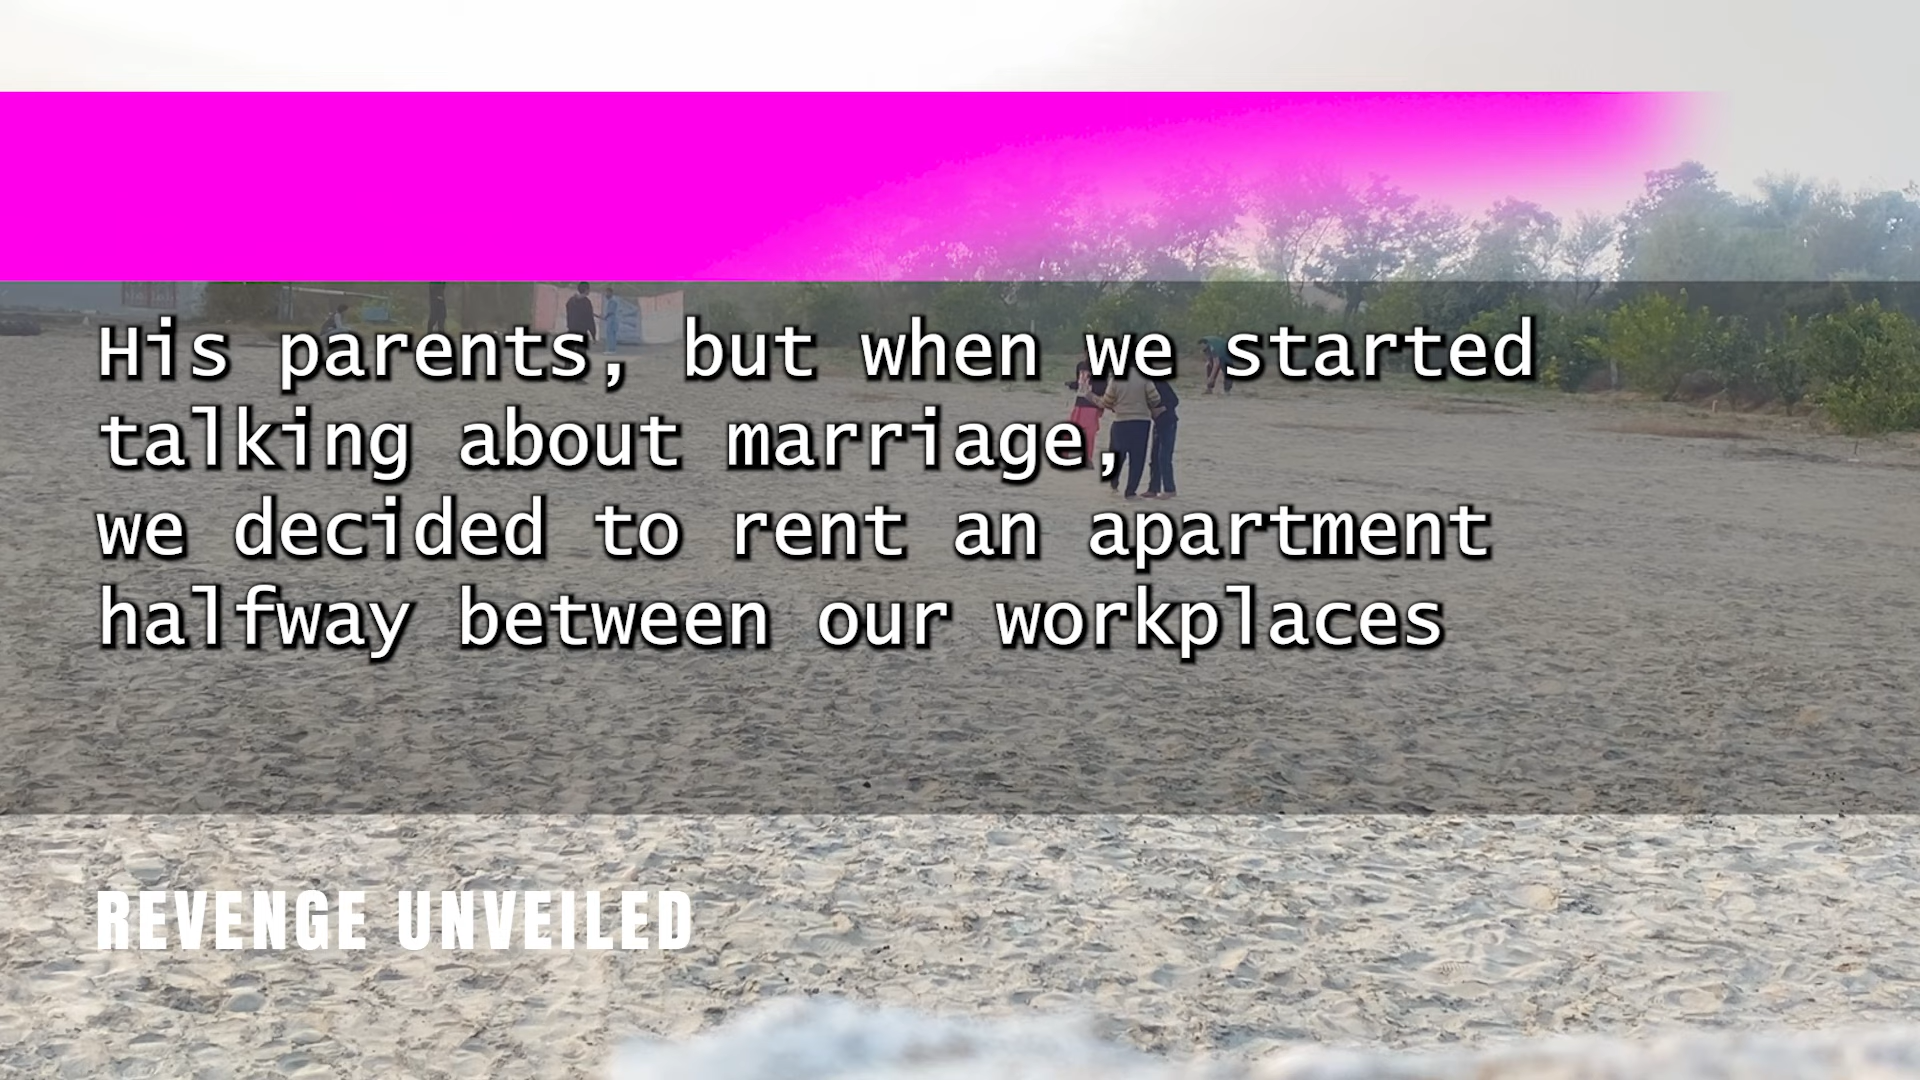 His parents, but when we started
talking about marriage,
we decided to rent an apartment
halfway between our workplaces
REVENGE UNVEILED